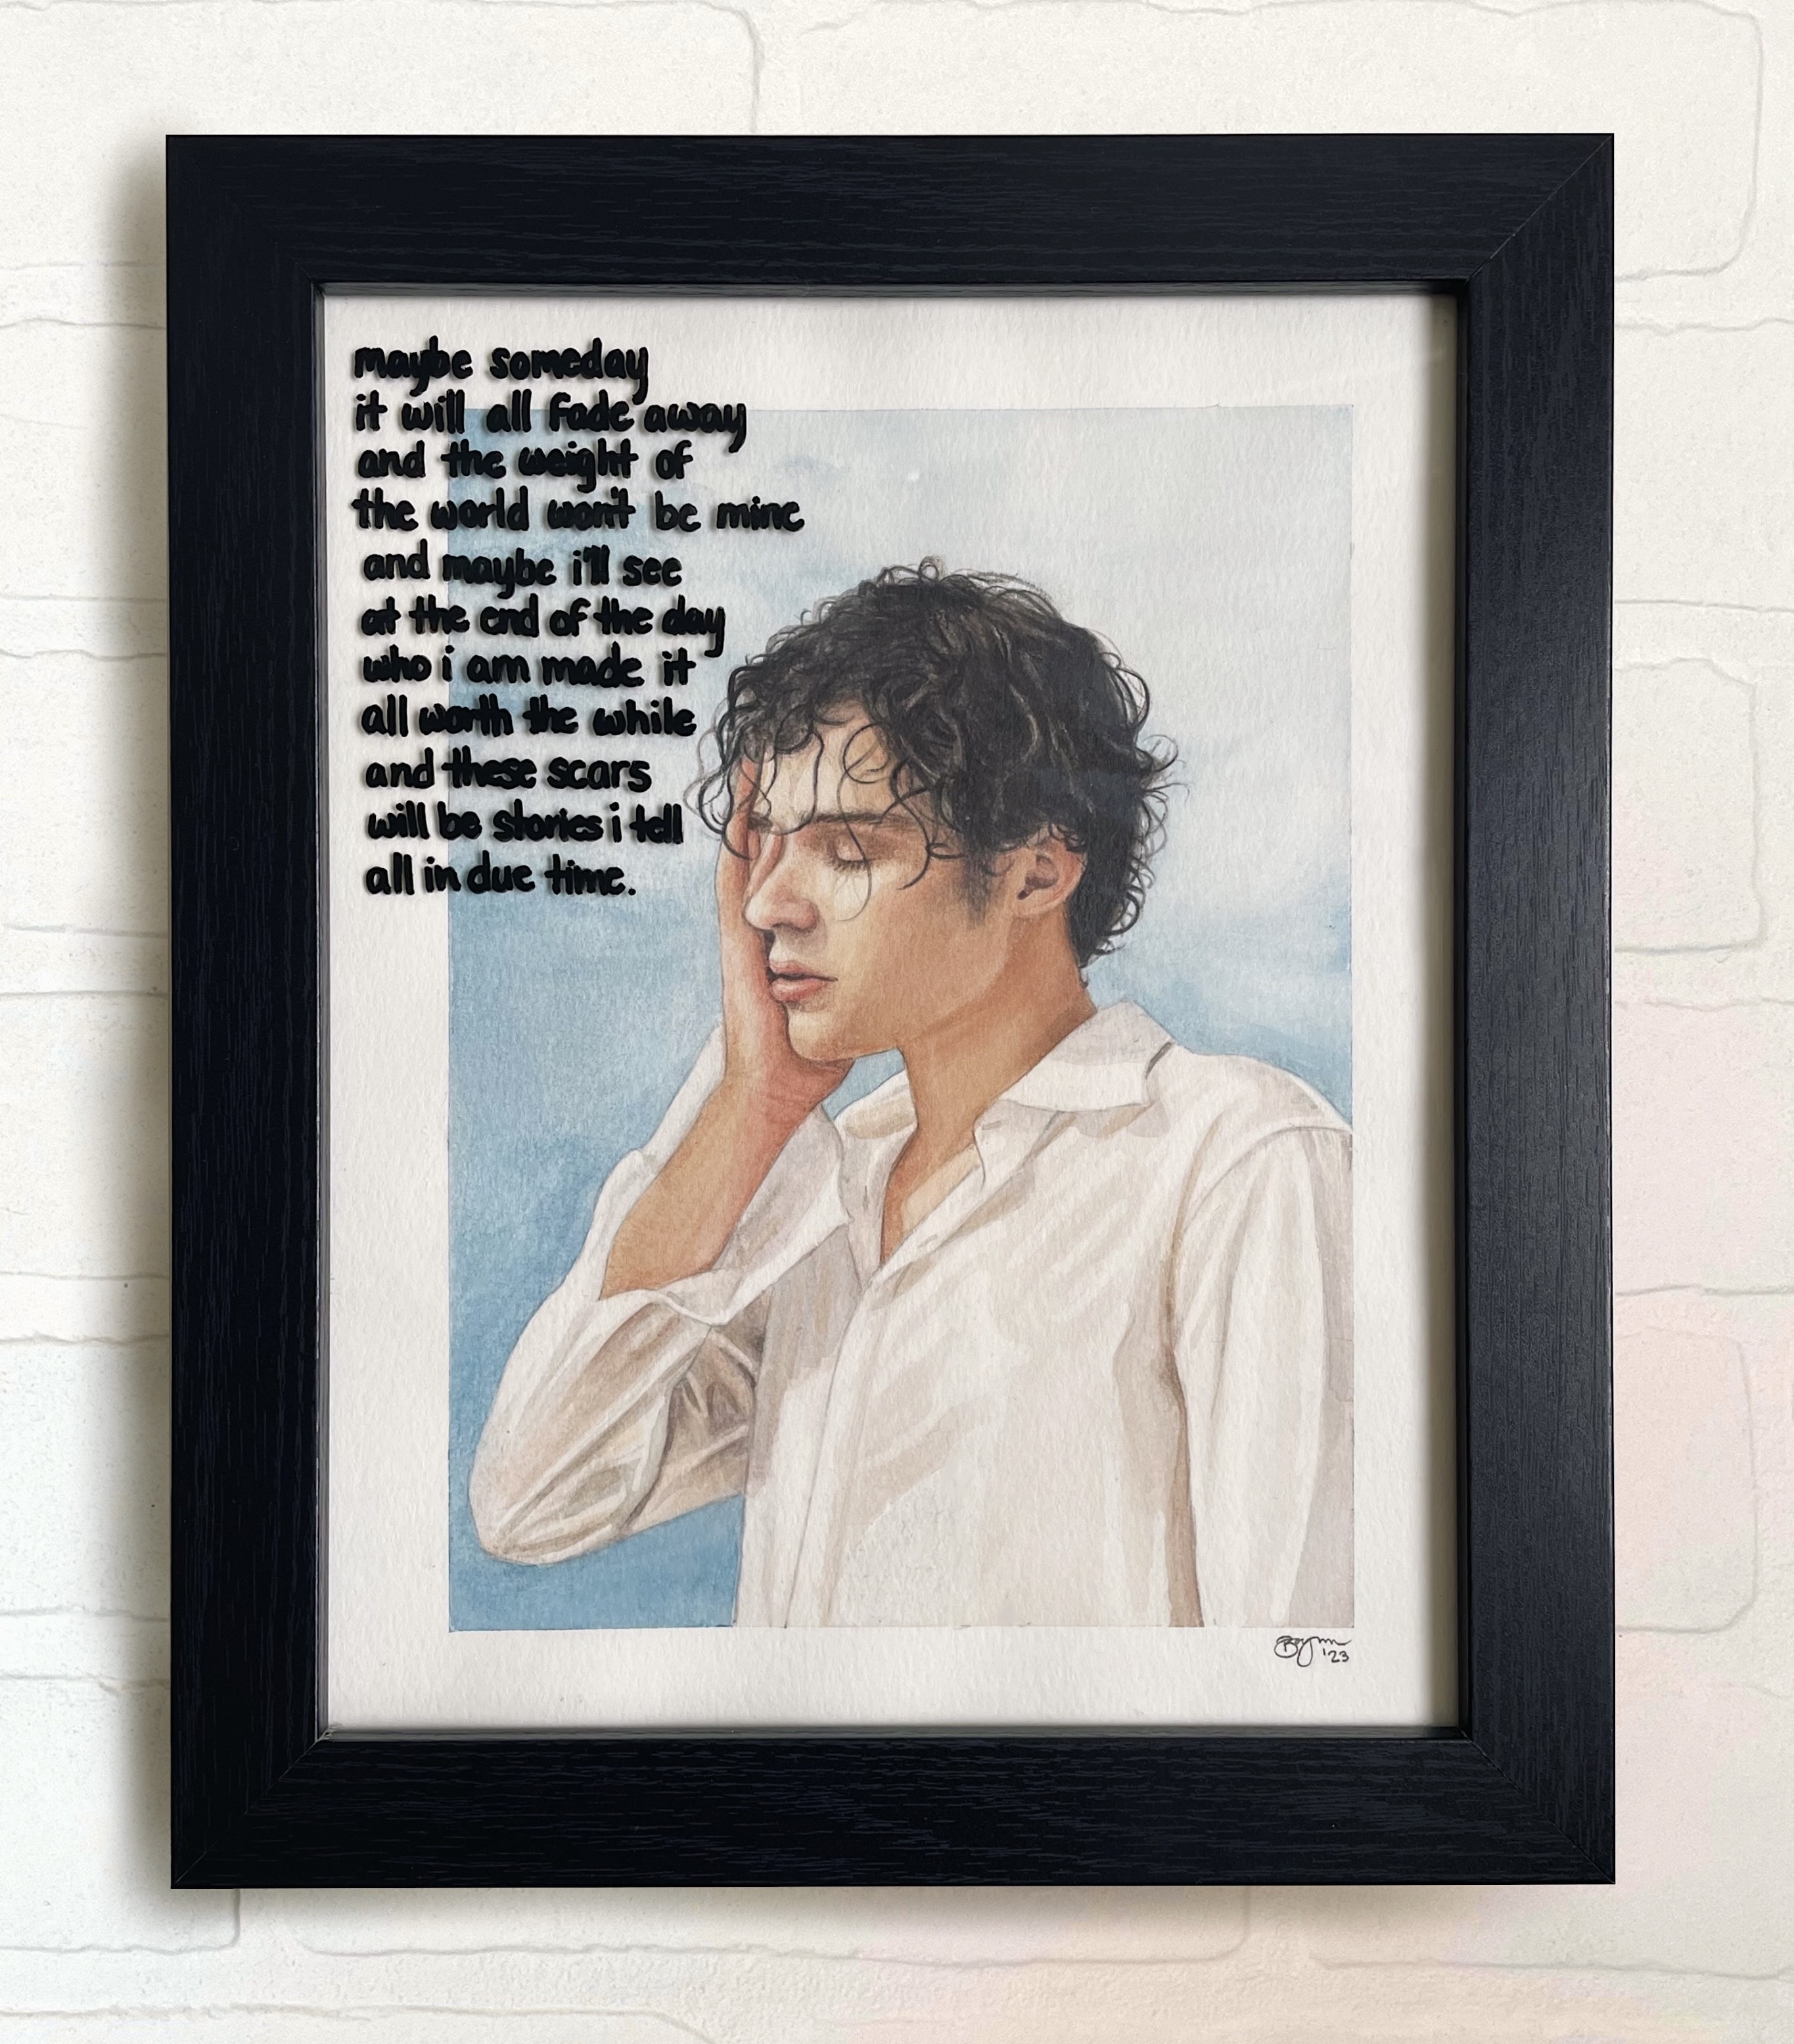 maybe someday
it will all fade away
and the weight of
the world won't be mine
and maybe i'll see
at the end of the day
who i am made it
all worth the while
and these scars
will be stories i tell
all in due time.
Brynn
'23